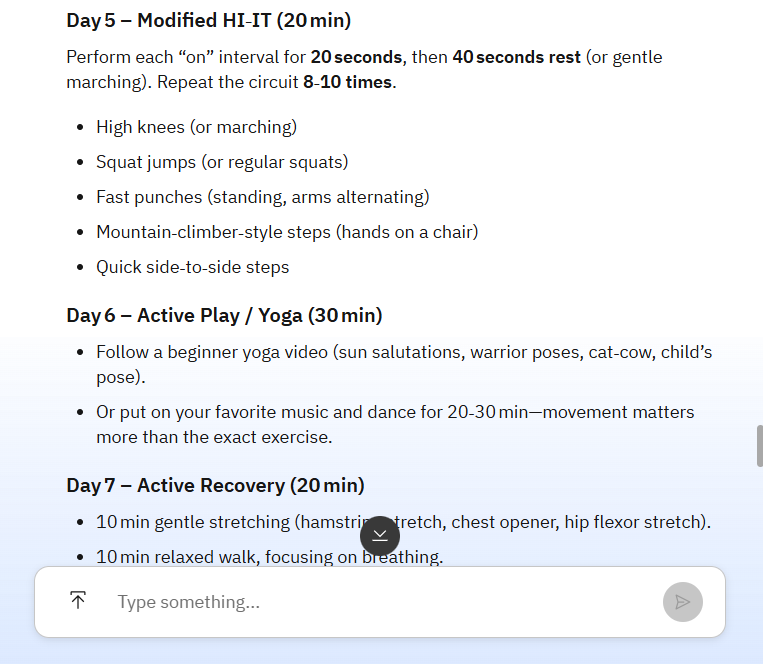 Day 5 – Modified HI-IT (20 min)
Perform each “on” interval for 20 seconds, then 40 seconds rest (or gentle
marching). Repeat the circuit 8-10 times.
High knees (or marching)
Squat jumps (or regular squats)
Fast punches (standing, arms alternating)
Mountain-climber-style steps (hands on a chair)
Quick side-to-side steps
Day 6 – Active Play / Yoga (30 min)
Follow a beginner yoga video (sun salutations, warrior poses, cat-cow, child’s
pose).
Or put on your favorite music and dance for 20-30 min—movement matters
more than the exact exercise.
Day 7 – Active Recovery (20 min)
10 min gentle stretching (hamstring stretch, chest opener, hip flexor stretch).
10 min relaxed walk, focusing on breathing.
Type something...